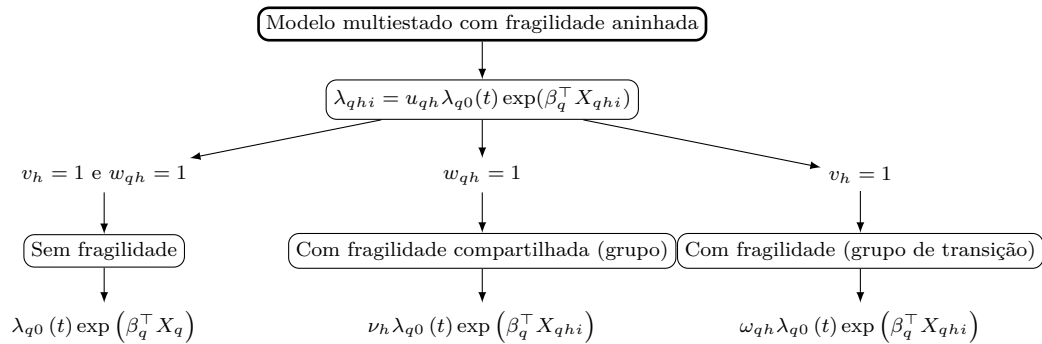 Modelo multiestado com fragilidade aninhada
λ_{qhi} = u_{qh} λ_{q0}(t) exp(β_q^⊤ X_{qhi})
v_h = 1 e w_{qh} = 1
w_{qh} = 1
v_h = 1
Sem fragilidade
Com fragilidade compartilhada (grupo)
Com fragilidade (grupo de transição)
λ_{q0} (t) exp (β_q^⊤ X_q)
ν_h λ_{q0} (t) exp (β_q^⊤ X_{qhi})
ω_{qh} λ_{q0} (t) exp (β_q^⊤ X_{qhi})